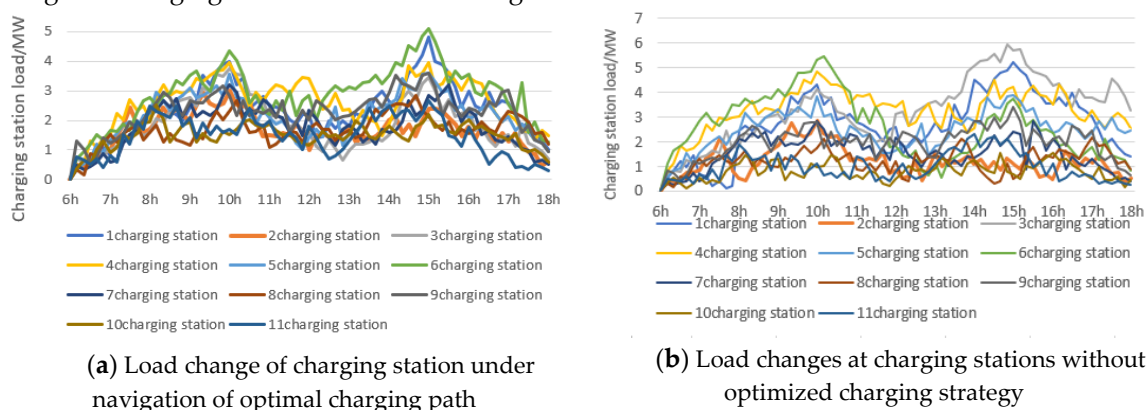 Charging station load/MW
5
4
3
2
1
0
6h 7h 8h 9h 10h 11h 12h 13h 14h 15h 16h 17h 18h
1charging station 2charging station 3charging station
4charging station 5charging station 6charging station
7charging station 8charging station 9charging station
10charging station 11charging station
(a) Load change of charging station under
navigation of optimal charging path
Charging station load/MW
7
6
5
4
3
2
1
0
6h 7h 8h 9h 10h 11h 12h 13h 14h 15h 16h 17h 18h
1charging station 2charging station 3charging station
4charging station 5charging station 6charging station
7charging station 8charging station 9charging station
10charging station 11charging station
(b) Load changes at charging stations without
optimized charging strategy